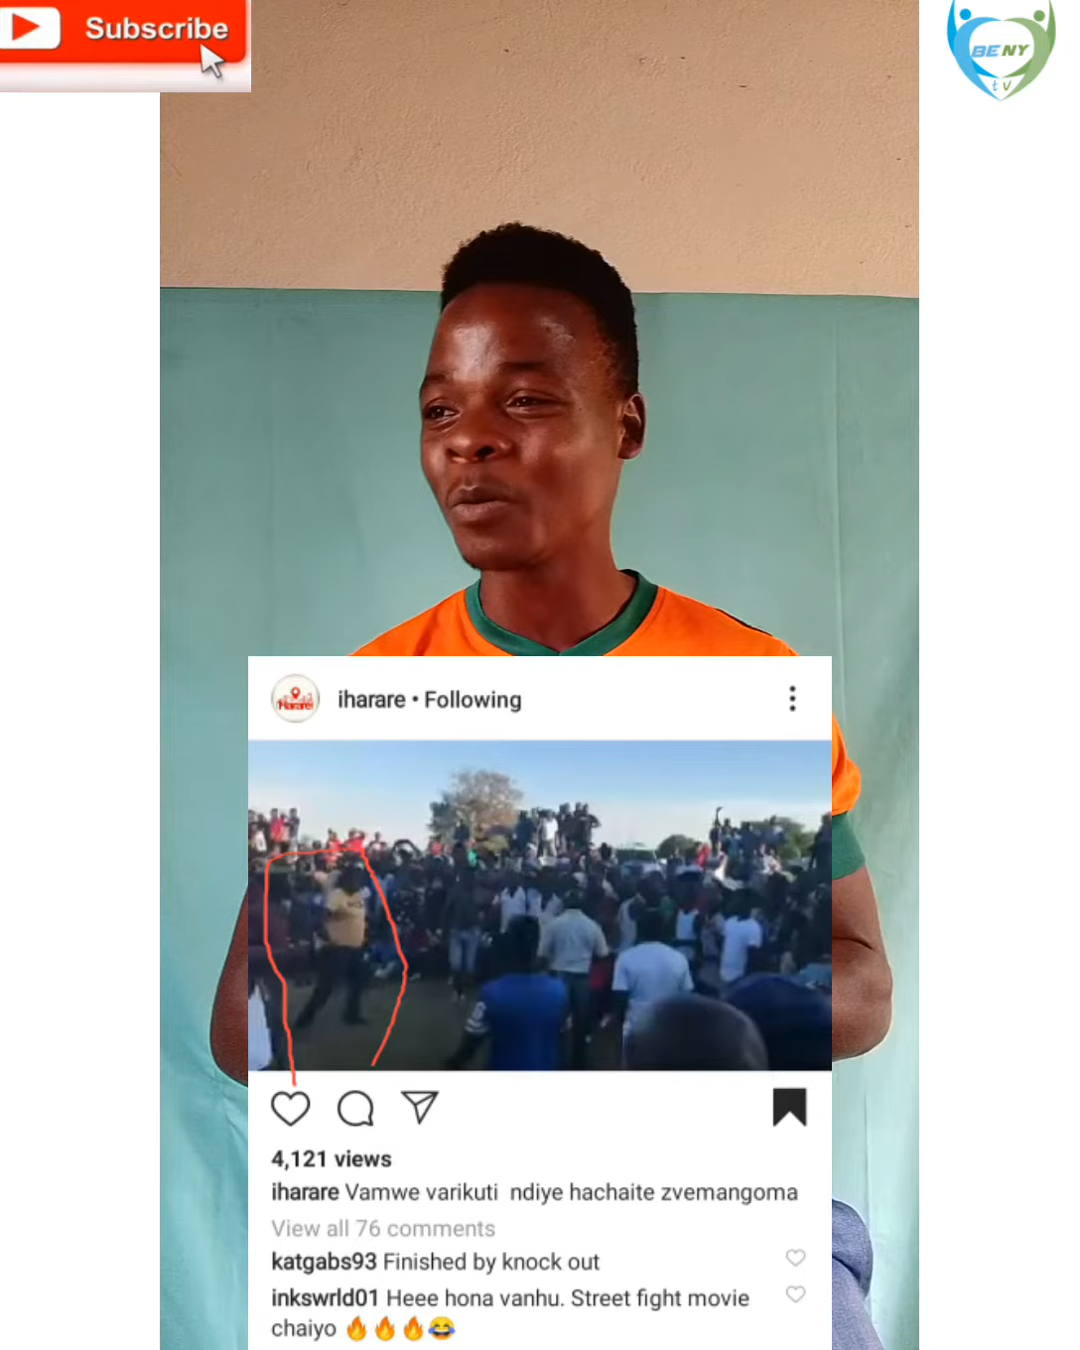 Subscribe
BENY
tv
Harare
iharare • Following
4,121 views
iharare Vamwe varikuti ndiye hachaite zvemangoma
View all 76 comments
katgabs93 Finished by knock out
inkswrld01 Heee hona vanhu. Street fight movie
chaiyo 🔥🔥🔥😂